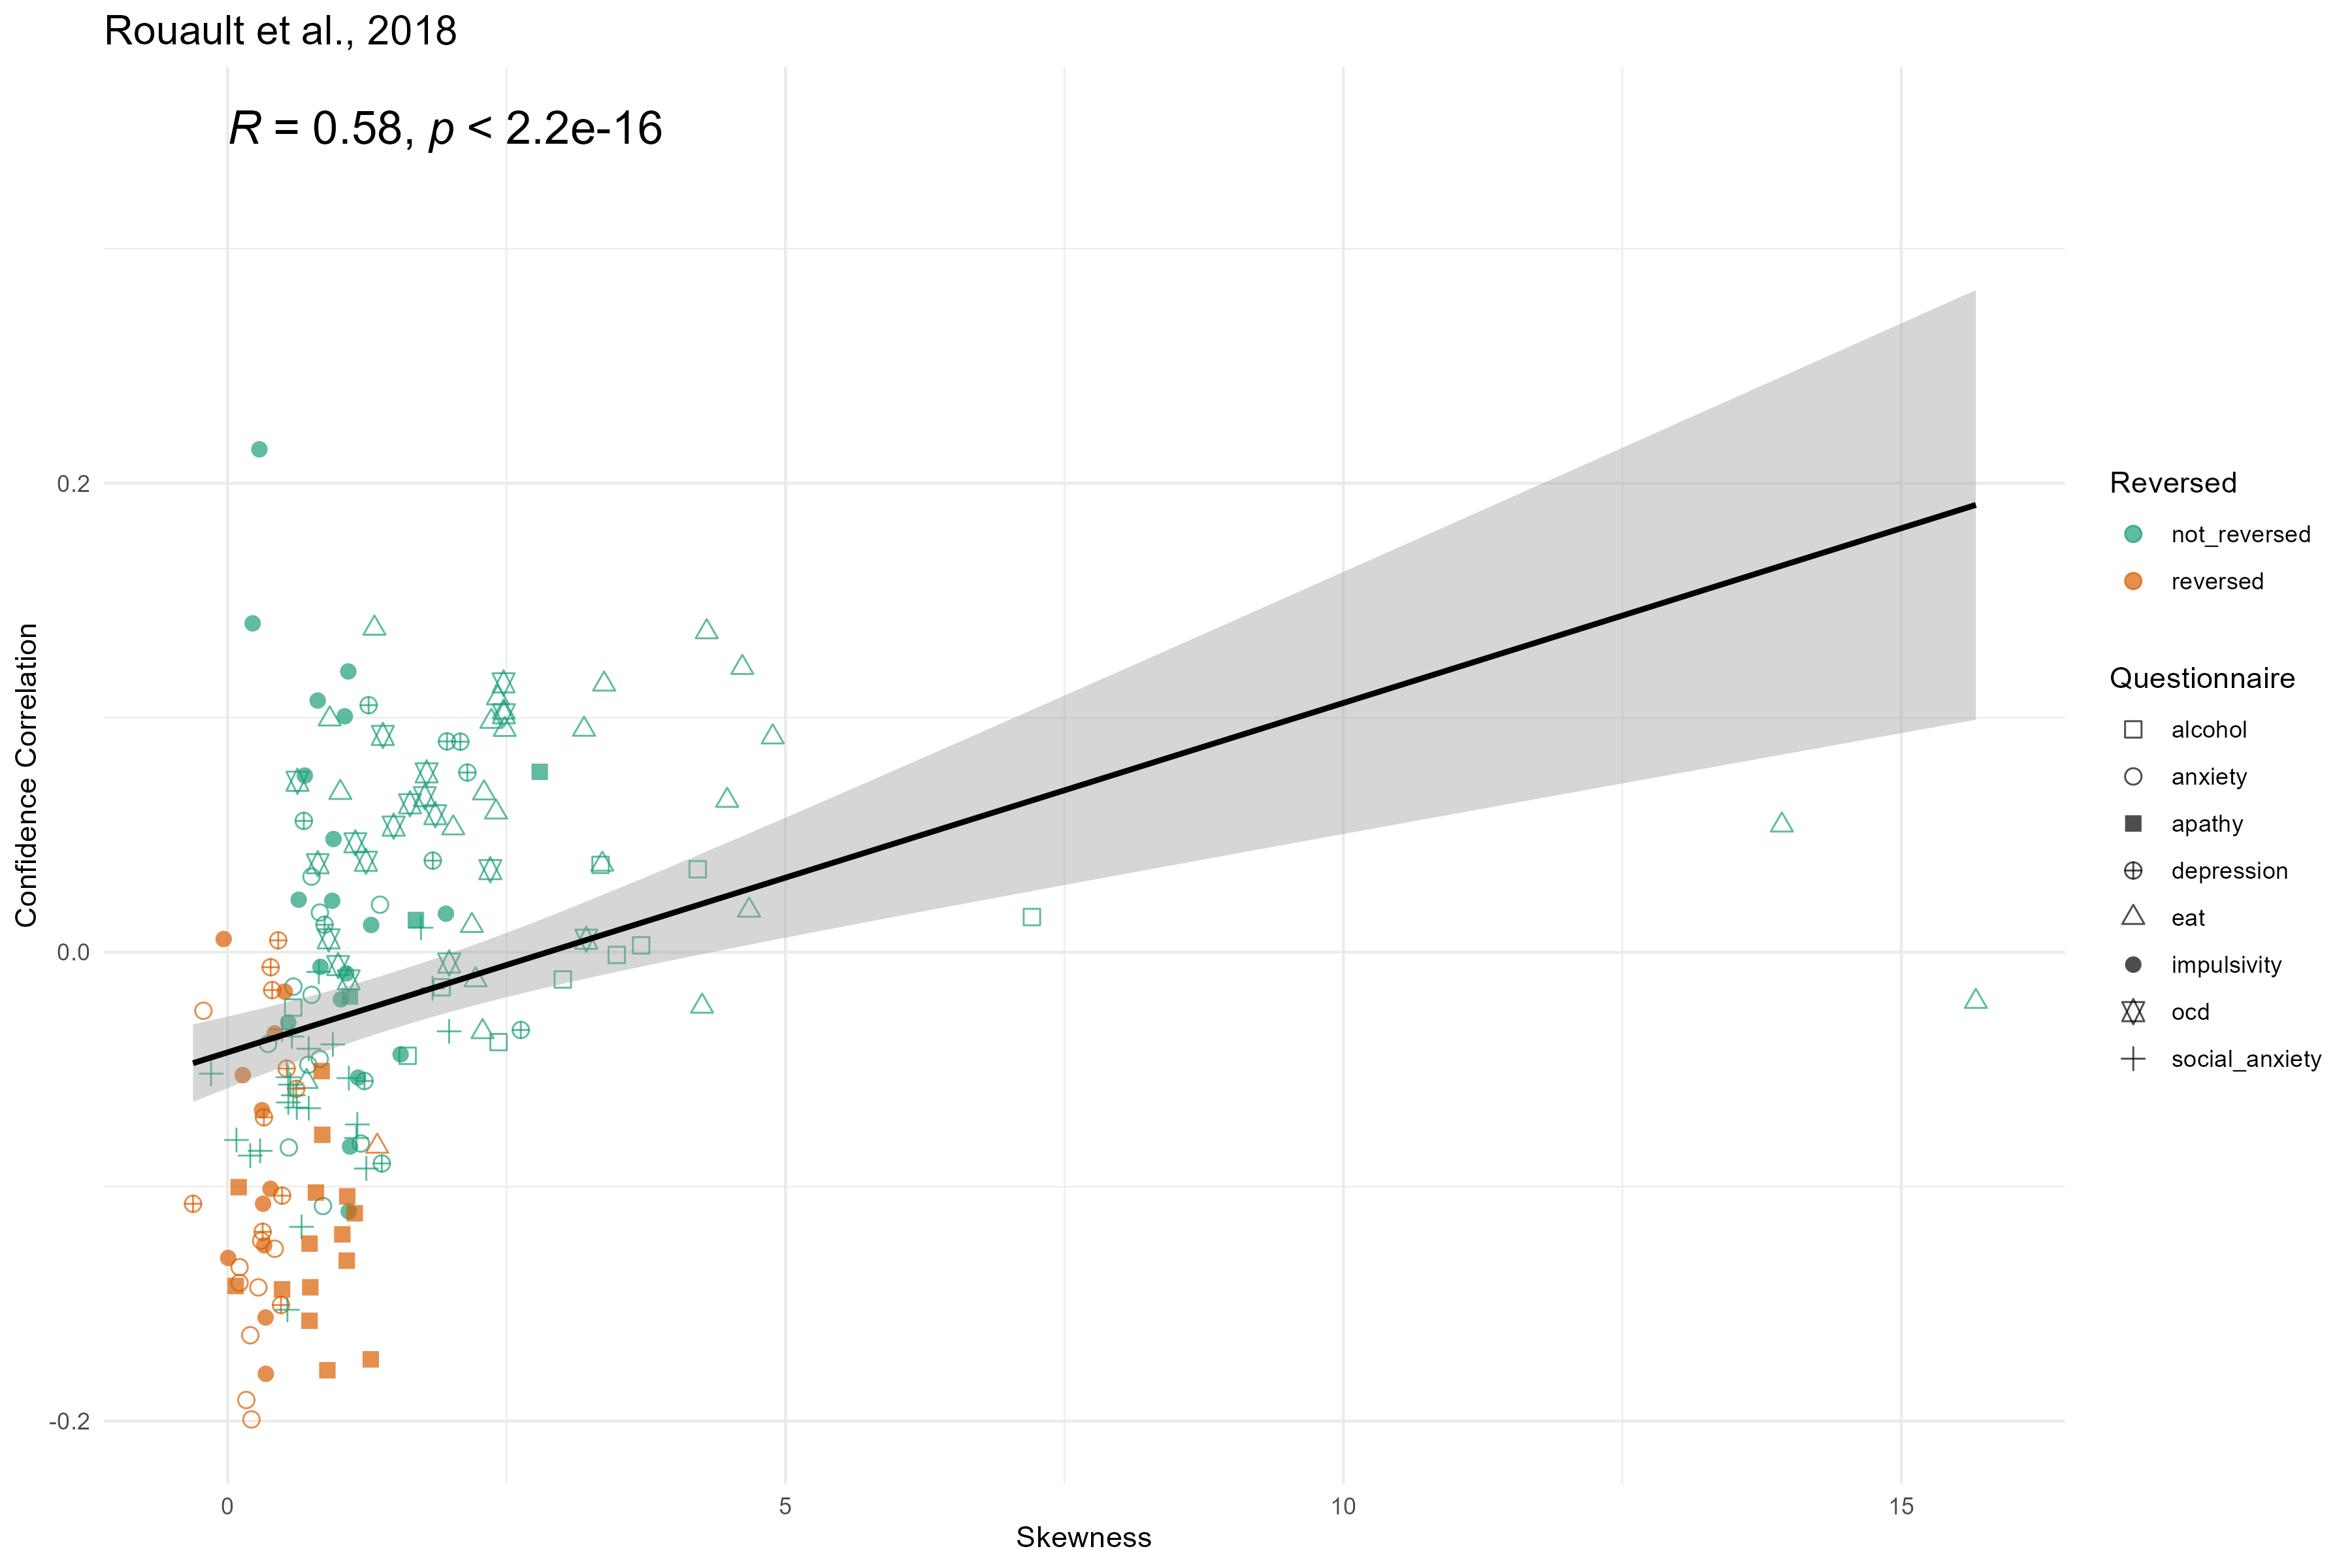 Rouault et al., 2018
R = 0.58, p < 2.2e-16
Confidence Correlation
0.2
0.0
-0.2
0
5
10
15
Skewness
Reversed
not_reversed
reversed
Questionnaire
alcohol
anxiety
apathy
depression
eat
impulsivity
ocd
social_anxiety